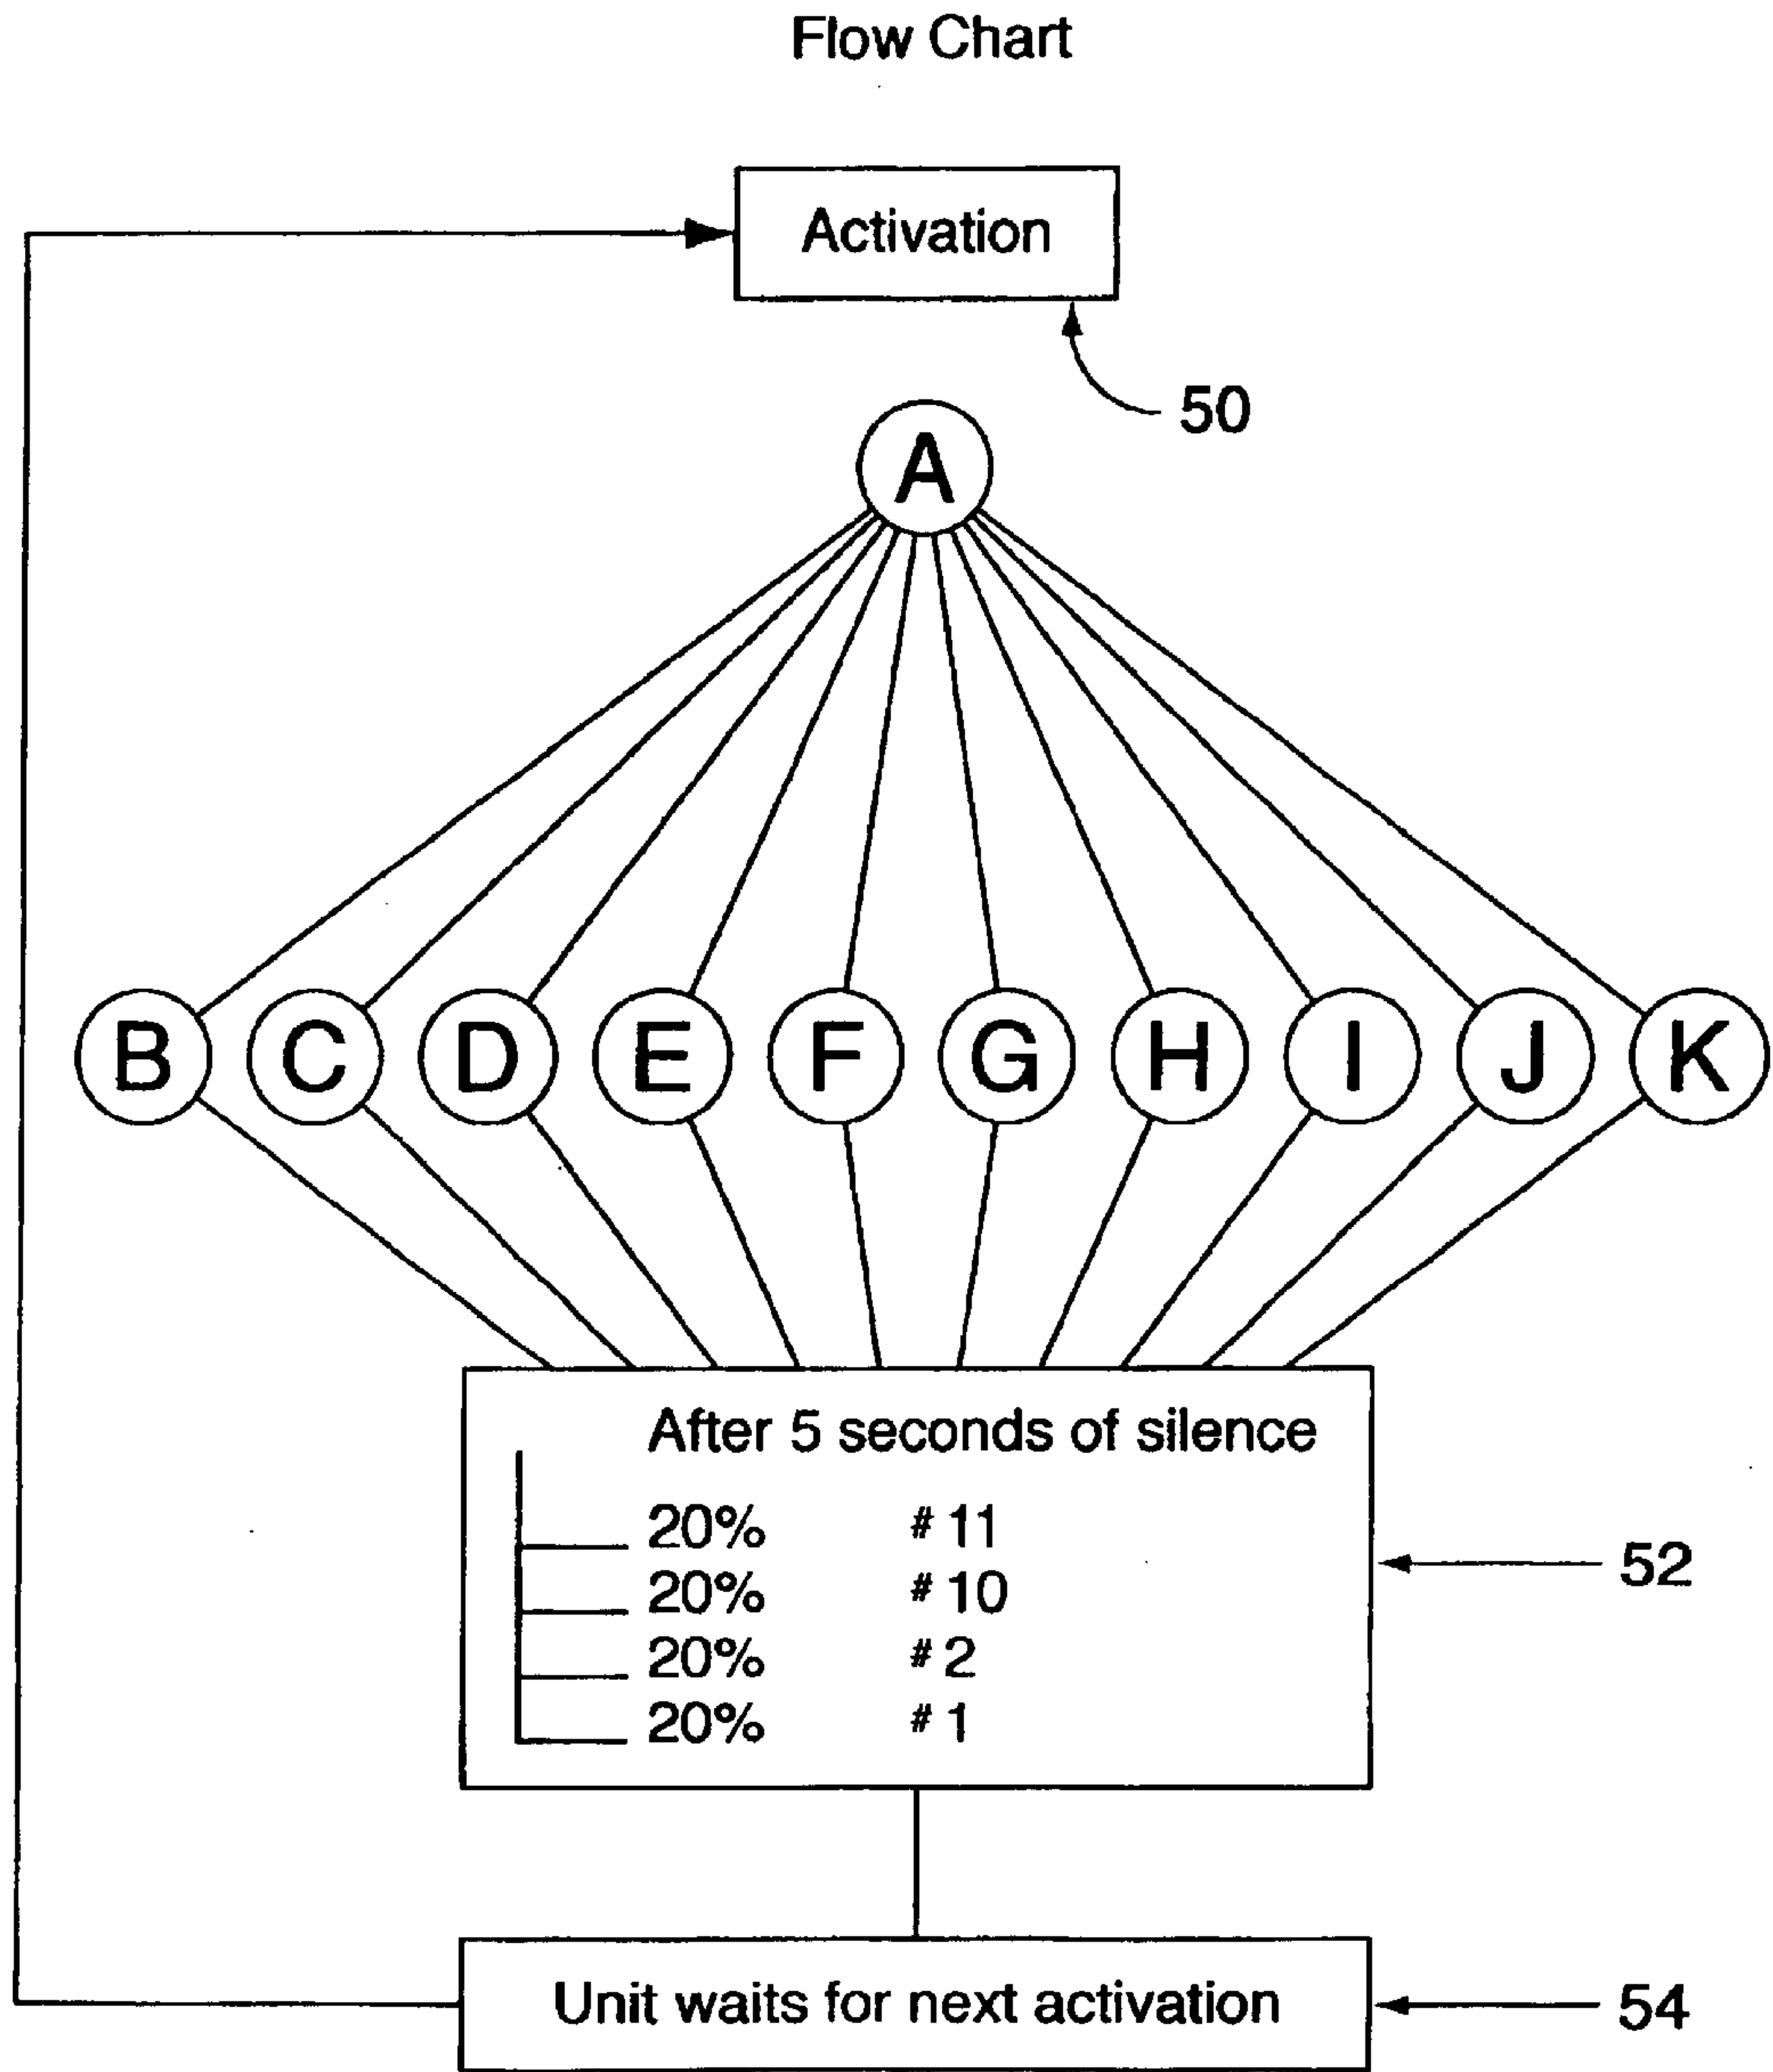 Flow Chart
Activation
50
A
B C D E F G H I J K
After 5 seconds of silence
20% # 11
20% # 10
52
20% # 2
20% # 1
Unit waits for next activation
54